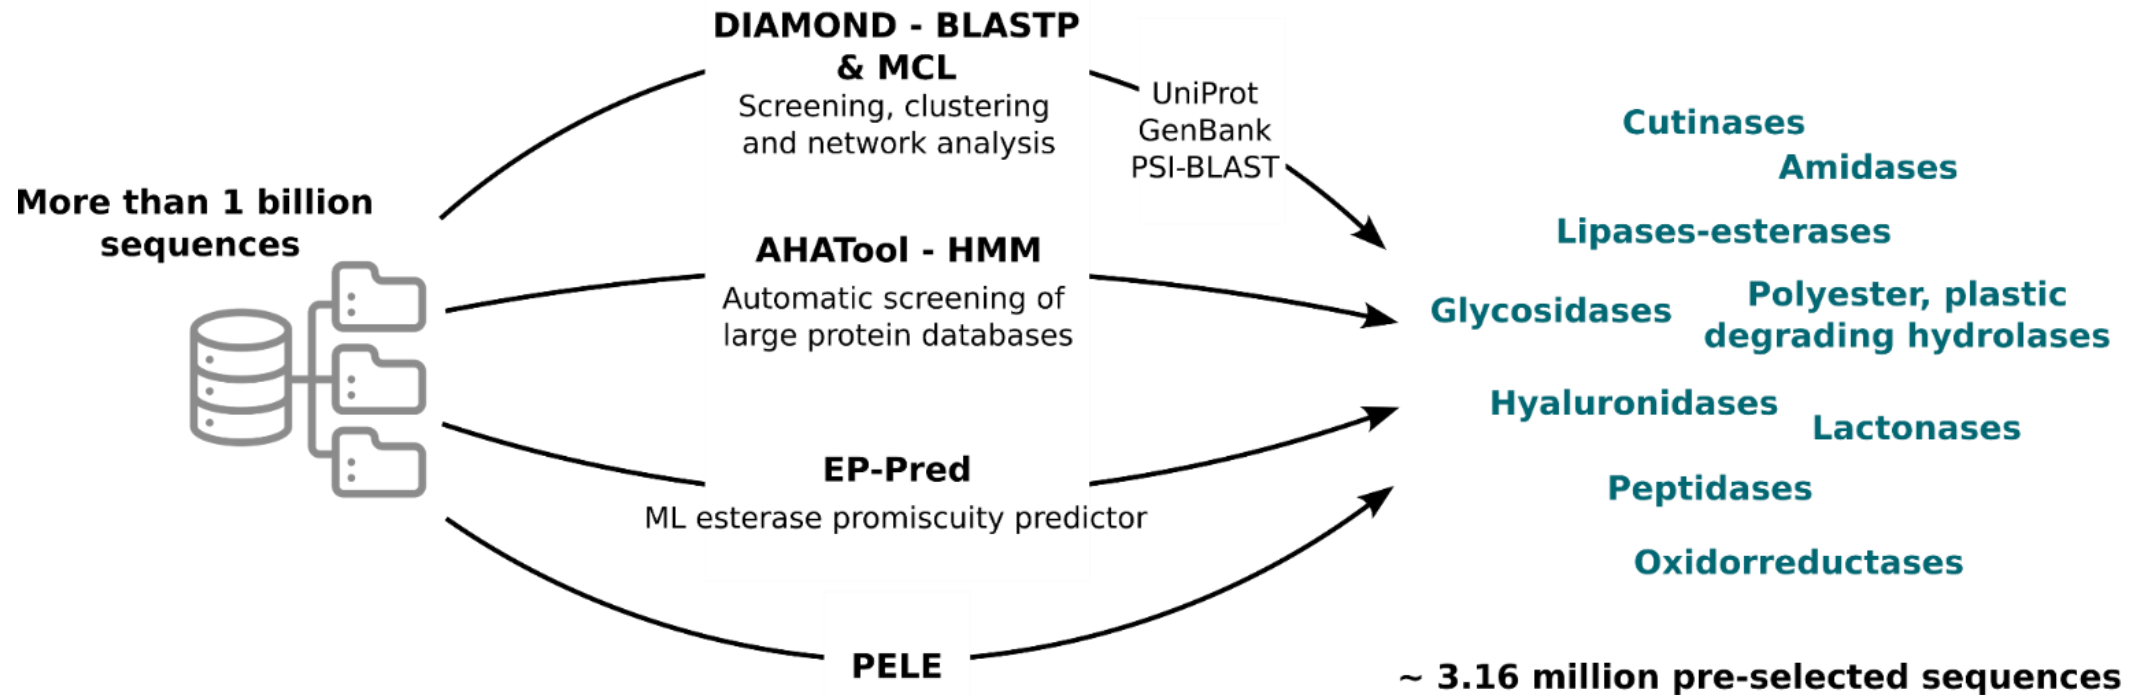 DIAMOND - BLASTP
& MCL
Screening, clustering
and network analysis
UniProt
GenBank
PSI-BLAST
More than 1 billion
sequences
AHATool - HMM
Automatic screening of
large protein databases
EP-Pred
ML esterase promiscuity predictor
PELE
Cutinases
Amidases
Lipases-esterases
Glycosidases
Polyester, plastic
degrading hydrolases
Hyaluronidases
Lactonases
Peptidases
Oxidorreductases
~ 3.16 million pre-selected sequences